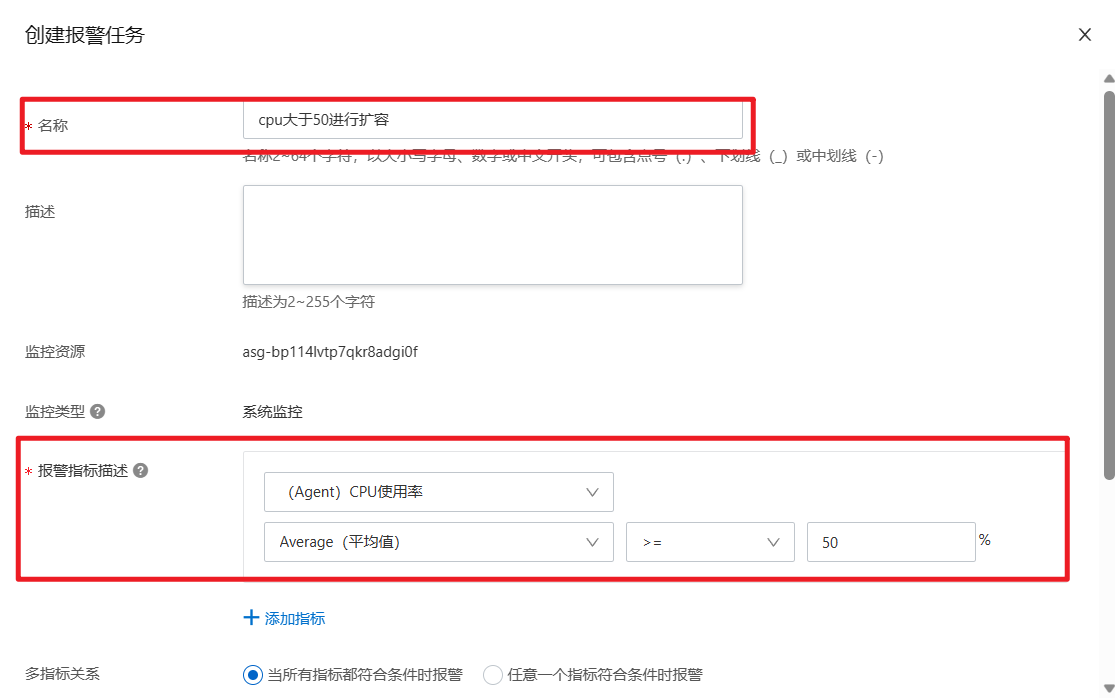 创建报警任务
* 名称
cpu大于50进行扩容
名称2~64个字符，以大小写字母、数字或中文开头，可包含点号（.）、下划线（_）或中划线（-）
描述
描述为2~255个字符
监控资源
asg-bp114lvtp7qkr8adgi0f
监控类型 ?
系统监控
* 报警指标描述 ?
（Agent）CPU使用率
Average（平均值）
>=
50
%
+ 添加指标
多指标关系
当所有指标都符合条件时报警
任意一个指标符合条件时报警